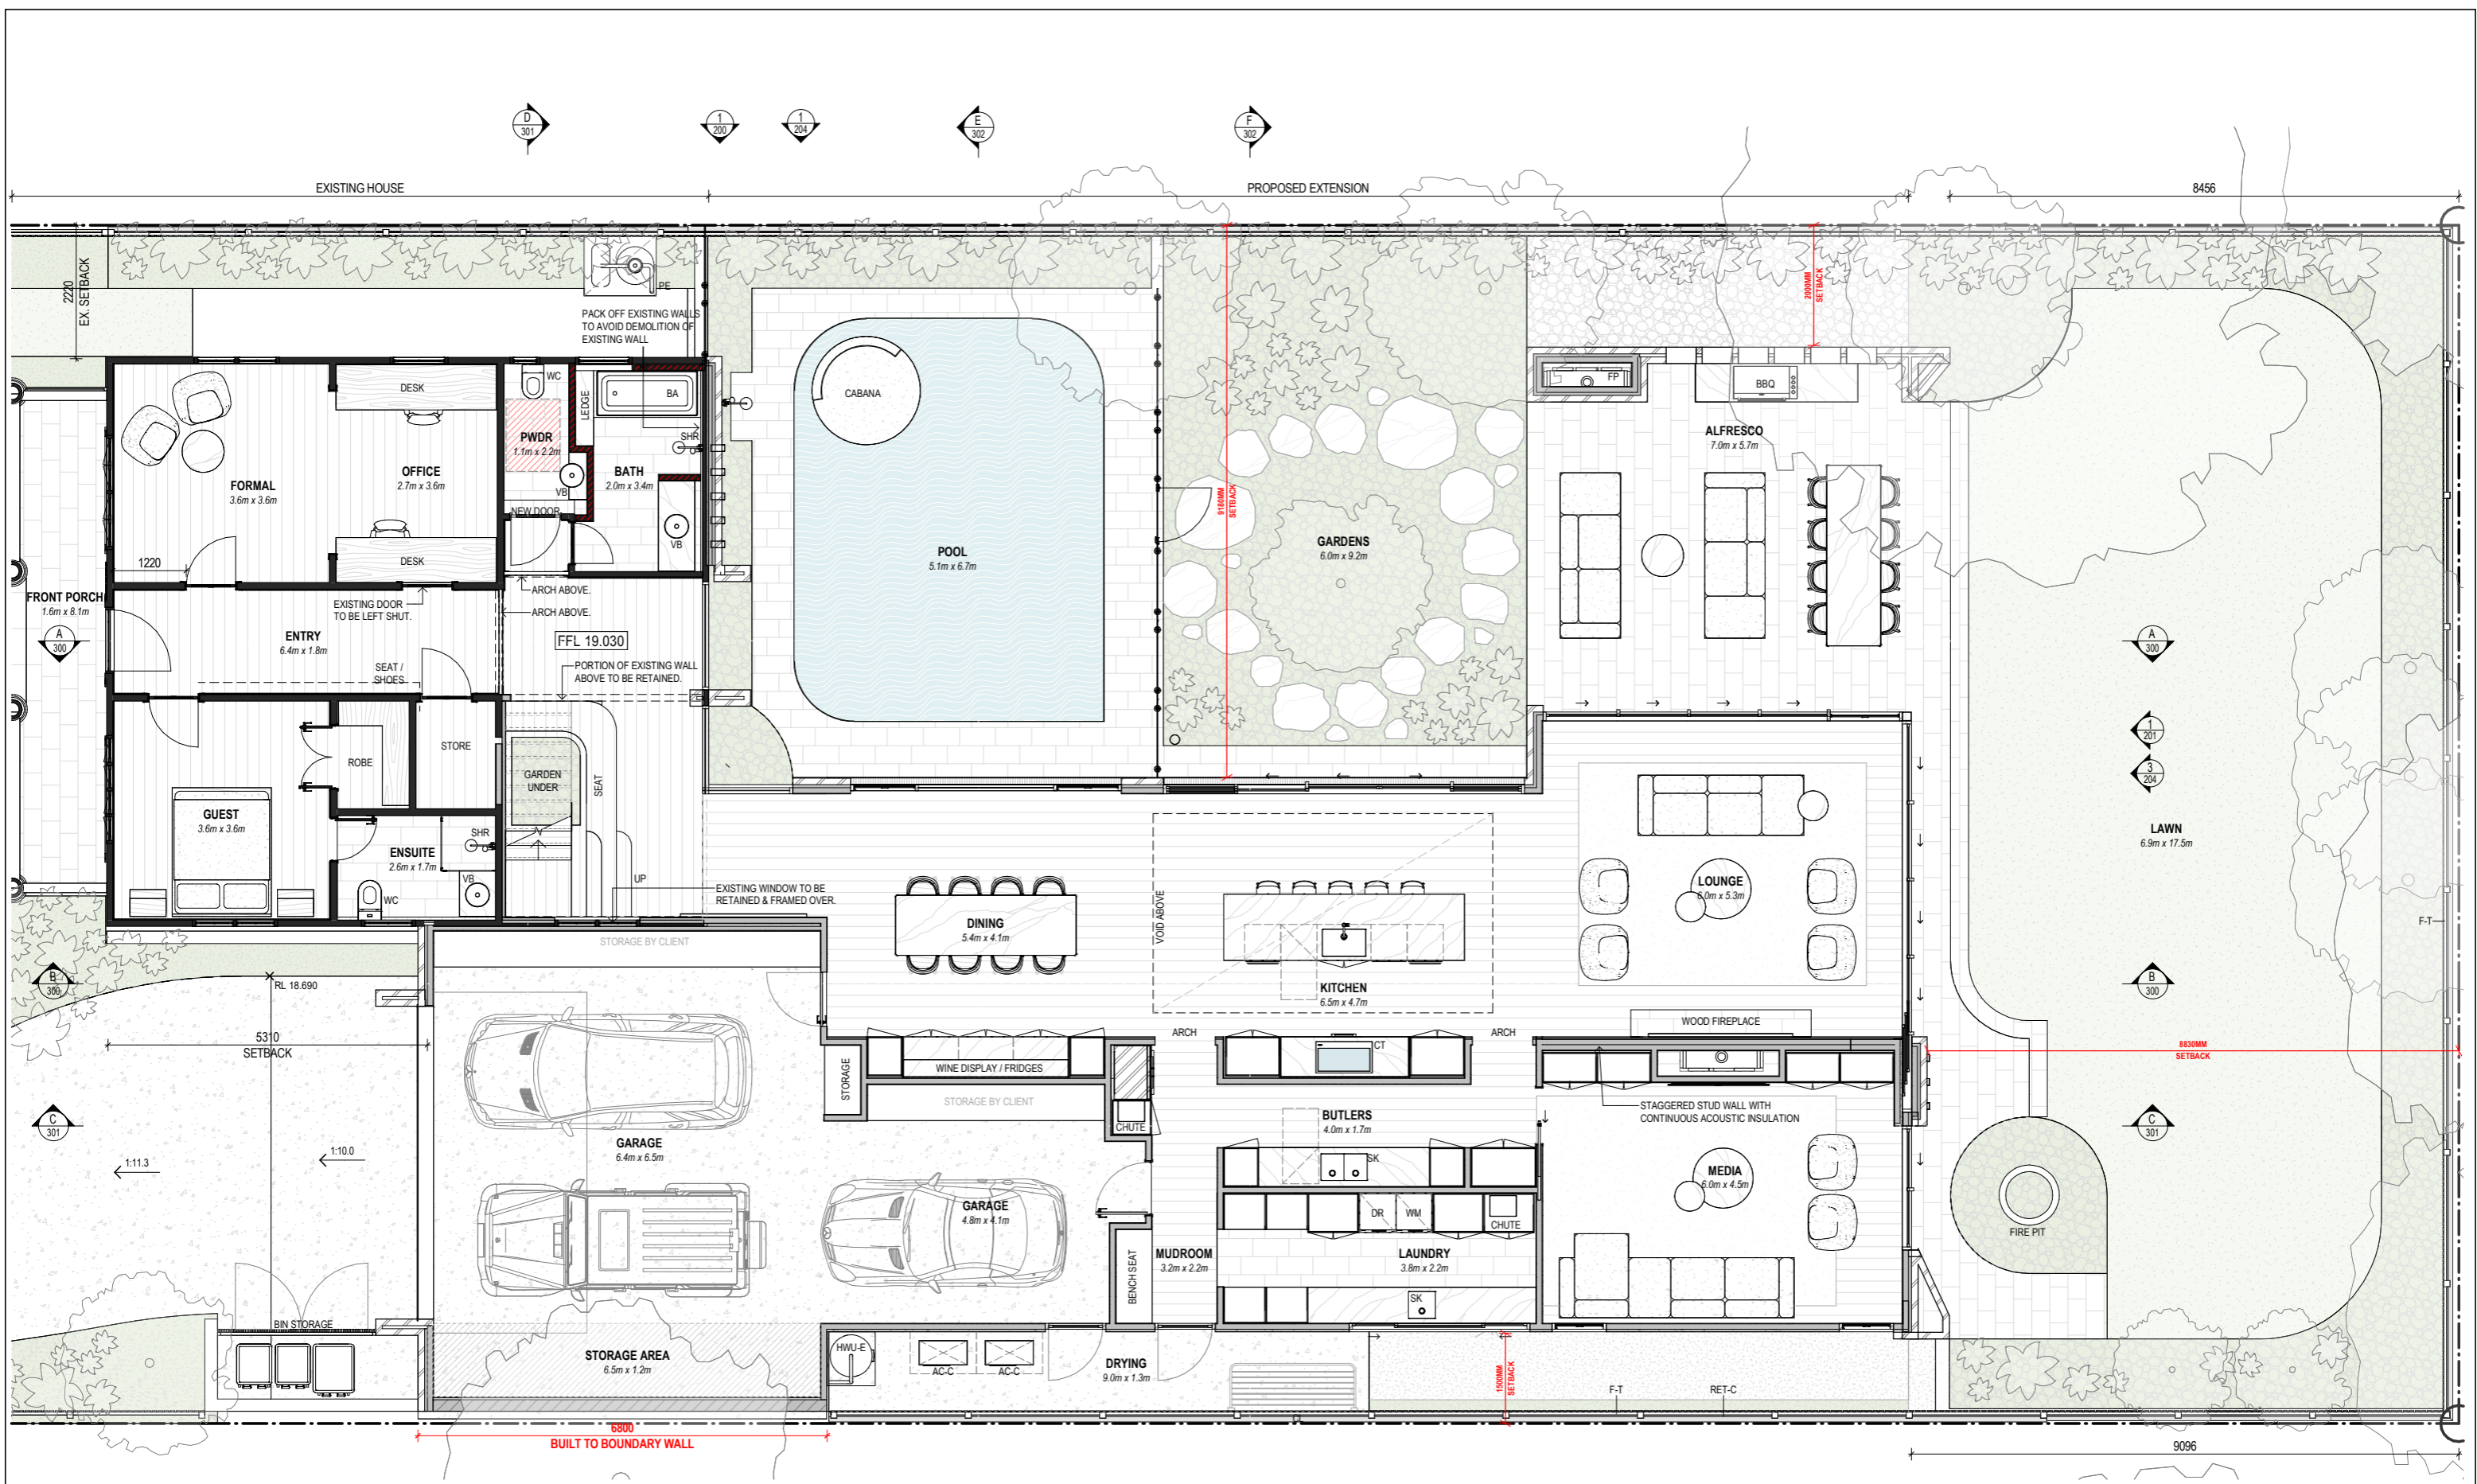 D
301
1
200
1
204
E
302
F
302
EXISTING HOUSE
PROPOSED EXTENSION
8456
2220
EX. SETBACK
PE
PACK OFF EXISTING WALLS
TO AVOID DEMOLITION OF
EXISTING WALL
9180MM
SETBACK
2000MM
SETBACK
DESK
WC
LEDGE
BA
SHR
CABANA
FP
BBQ
FORMAL
3.6m x 3.6m
OFFICE
2.7m x 3.6m
PWDR
1.1m x 2.2m
VB
BATH
2.0m x 3.4m
VB
NEW DOOR
DESK
1220
POOL
5.1m x 6.7m
GARDENS
6.0m x 9.2m
ALFRESCO
7.0m x 5.7m
FRONT PORCH
1.6m x 8.1m
A
300
EXISTING DOOR
TO BE LEFT SHUT.
ARCH ABOVE.
ARCH ABOVE.
ENTRY
6.4m x 1.8m
FFL 19.030
SEAT /
SHOES
PORTION OF EXISTING WALL
ABOVE TO BE RETAINED.
A
300
1
201
3
204
STORE
ROBE
GARDEN
UNDER
SEAT
GUEST
3.6m x 3.6m
SHR
ENSUITE
2.6m x 1.7m
VB
WC
UP
EXISTING WINDOW TO BE
RETAINED & FRAMED OVER.
LAWN
6.9m x 17.5m
F-T
DINING
5.4m x 4.1m
VOID ABOVE
KITCHEN
6.5m x 4.7m
LOUNGE
6.0m x 5.3m
STORAGE BY CLIENT
B
300
RL 18.690
B
300
5310
SETBACK
ARCH
ARCH
WOOD FIREPLACE
CT
8830MM
SETBACK
STORAGE
WINE DISPLAY / FRIDGES
STORAGE BY CLIENT
CHUTE
BUTLERS
4.0m x 1.7m
STAGGERED STUD WALL WITH
CONTINUOUS ACOUSTIC INSULATION
C
301
C
301
1:11.3
1:10.0
GARAGE
6.4m x 6.5m
SK
MEDIA
6.0m x 4.5m
GARAGE
4.8m x 4.1m
DR
WM
CHUTE
BENCH SEAT
MUDROOM
3.2m x 2.2m
LAUNDRY
3.8m x 2.2m
SK
FIRE PIT
BIN STORAGE
STORAGE AREA
6.5m x 1.2m
HWU-E
AC-C
AC-C
DRYING
9.0m x 1.3m
1500MM
SETBACK
F-T
RET-C
6800
BUILT TO BOUNDARY WALL
9096